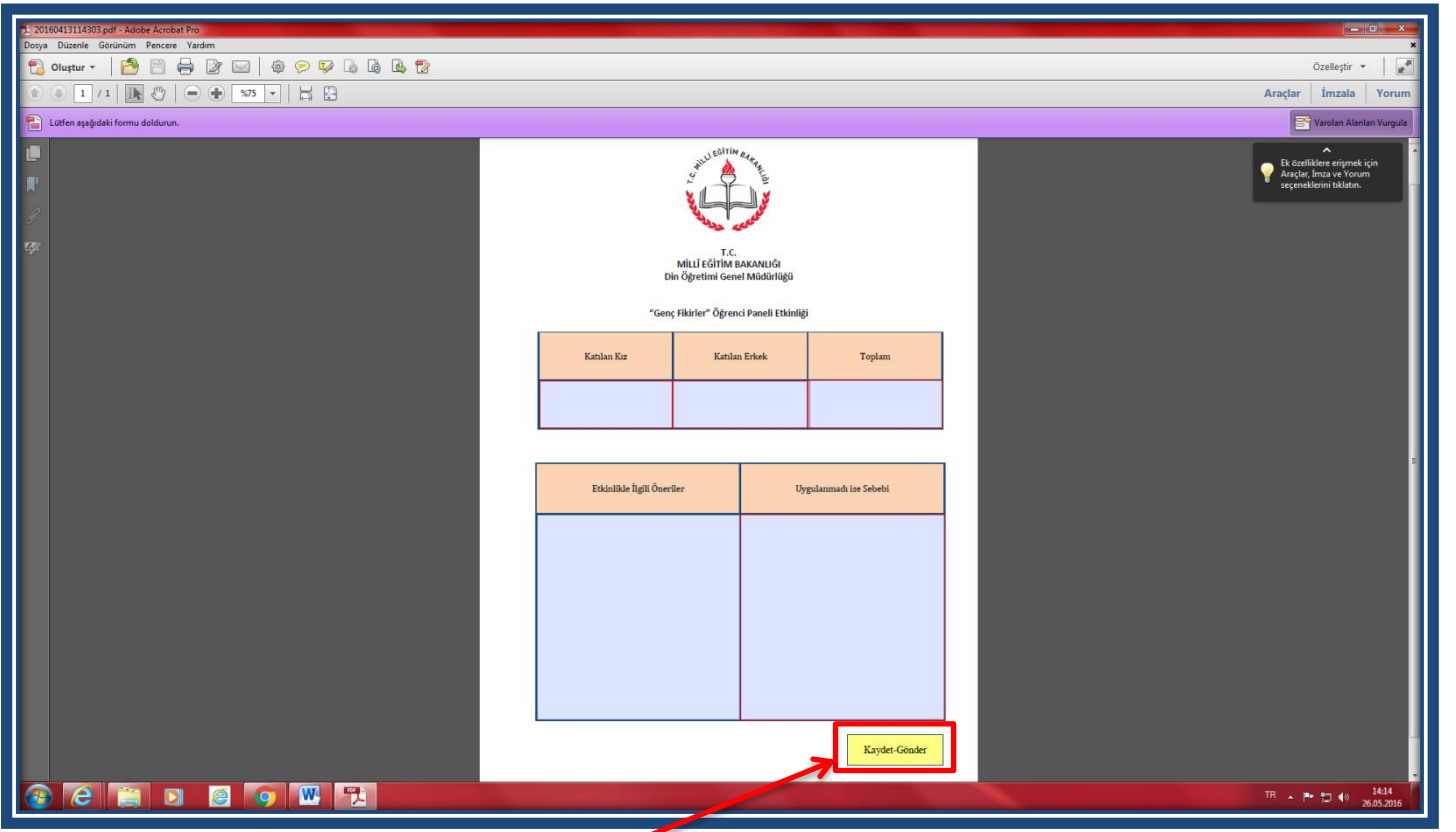 20160413114303.pdf - Adobe Acrobat Pro
Dosya Düzenle Görünüm Pencere Yardım
Oluştur
Özelleştir
1 / 1
%75
Araçlar İmzala Yorum
Lütfen aşağıdaki formu doldurun.
Varolan Alanları Vurgula
Ek özelliklere erişmek için
Araçlar, İmza ve Yorum
seçeneklerini tıklatın.
T.C. MİLLİ EĞİTİM BAKANLIĞI
T.C.
MİLLÎ EĞİTİM BAKANLIĞI
Din Öğretimi Genel Müdürlüğü
“Genç Fikirler” Öğrenci Paneli Etkinliği
Katılan Kız
Katılan Erkek
Toplam
Etkinlikle İlgili Öneriler
Uygulanmadı ise Sebebi
Kaydet-Gönder
TR
14:14
26.05.2016